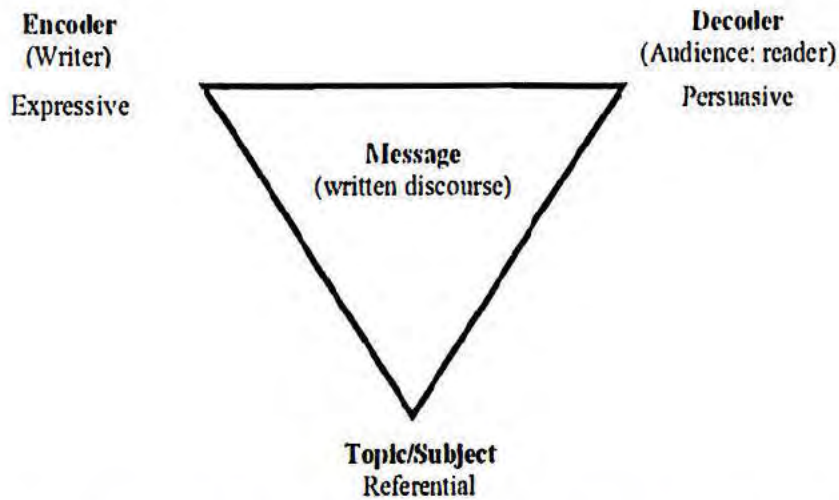 Encoder
(Writer)
Expressive
Decoder
(Audience: reader)
Persuasive
Message
(written discourse)
Topic/Subject
Referential